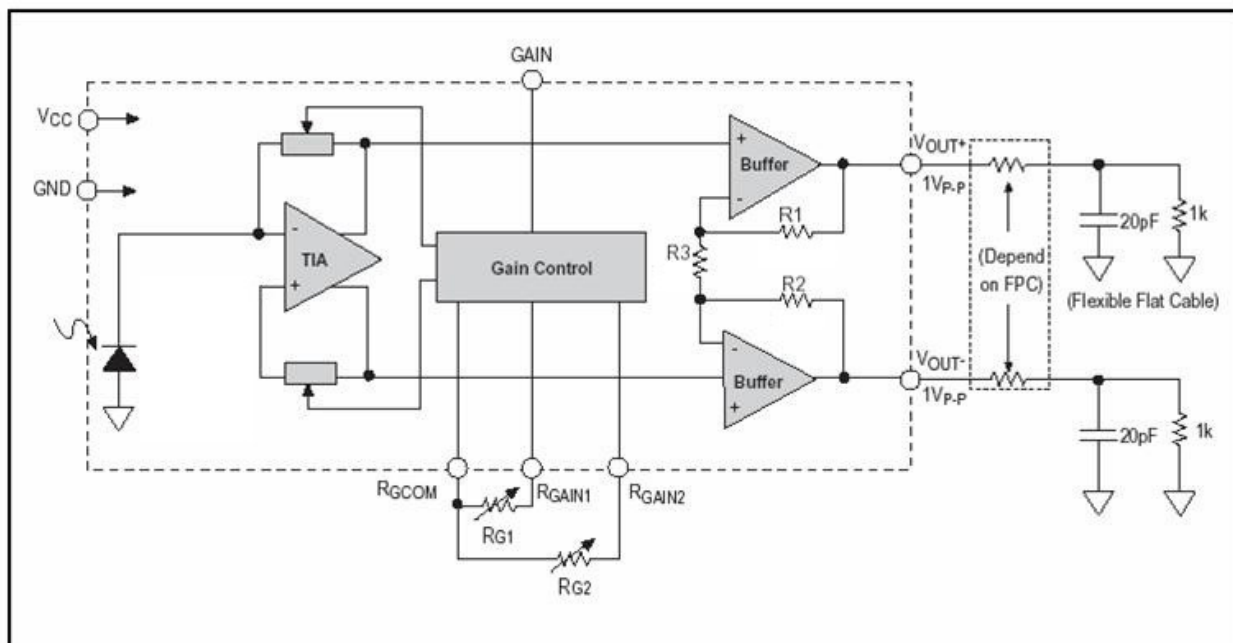 GAIN
VCC
GND
-
TIA
+
Gain Control
+
Buffer
-
R1
R3
R2
-
Buffer
+
VOUT+
1VP-P
VOUT-
1VP-P
(Depend
on FPC)
20pF
1k
(Flexible Flat Cable)
20pF
1k
RGCOM
RGAIN1
RGAIN2
RG1
RG2